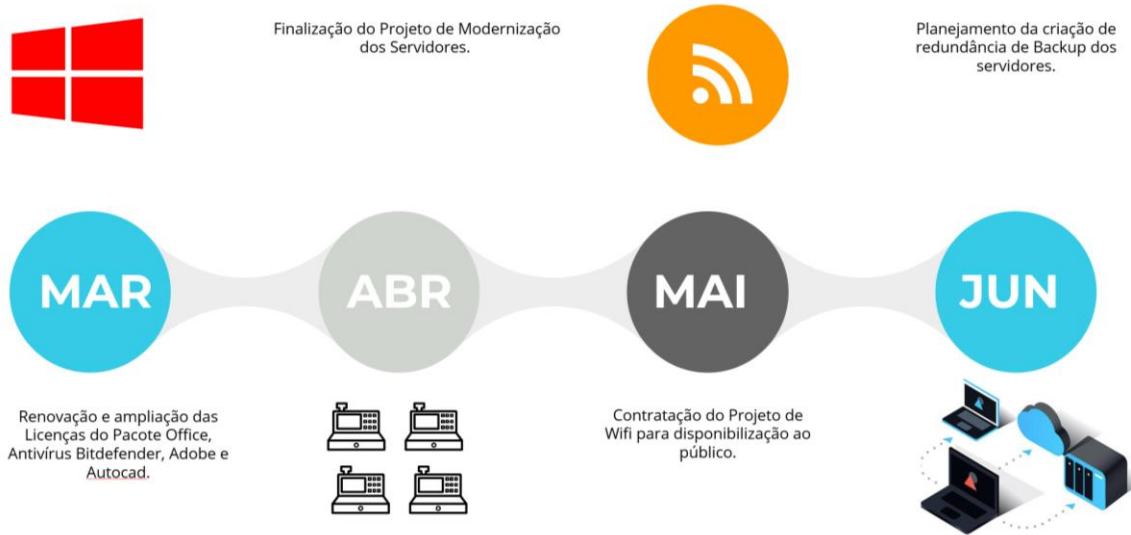 Finalização do Projeto de Modernização
dos Servidores.
Planejamento da criação de
redundância de Backup dos
servidores.
MAR
ABR
MAI
JUN
Renovação e ampliação das
Licenças do Pacote Office,
Antivírus Bitdefender, Adobe e
Autocad.
Contratação do Projeto de
Wifi para disponibilização ao
público.